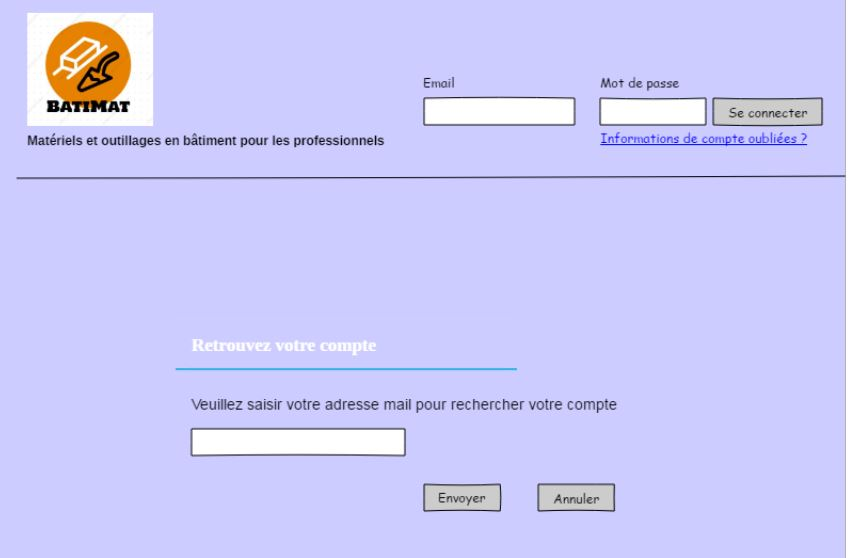 BATIMAT
Matériels et outillages en bâtiment pour les professionnels
Email
Mot de passe
Se connecter
Informations de compte oubliées ?
Retrouvez votre compte
Veuillez saisir votre adresse mail pour rechercher votre compte
Envoyer
Annuler